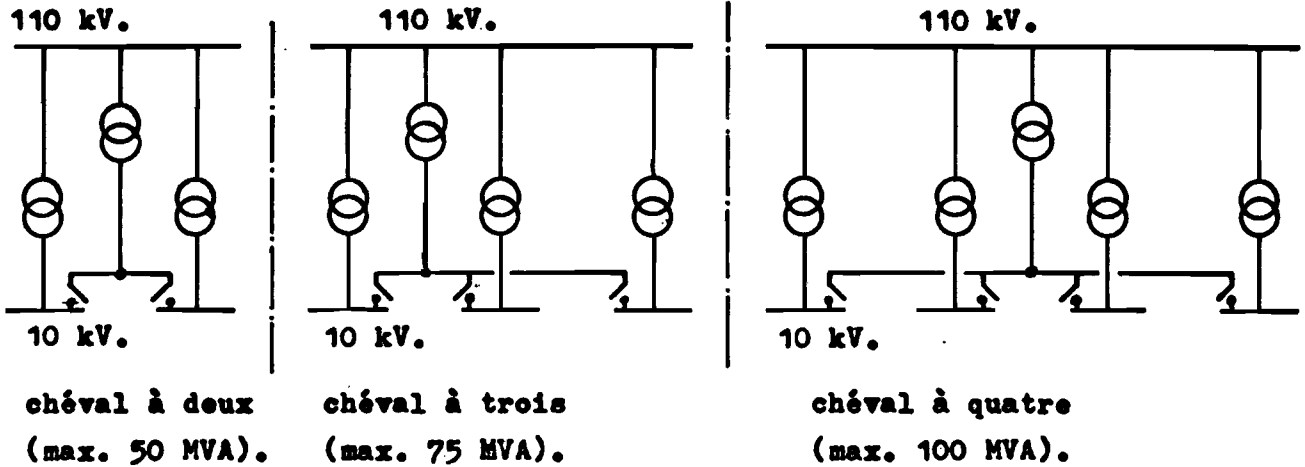 110 kV.
110 kV.
110 kV.
10 kV.
10 kV.
10 kV.
chéval à deux
(max. 50 MVA).
chéval à trois
(max. 75 MVA).
chéval à quatre
(max. 100 MVA).